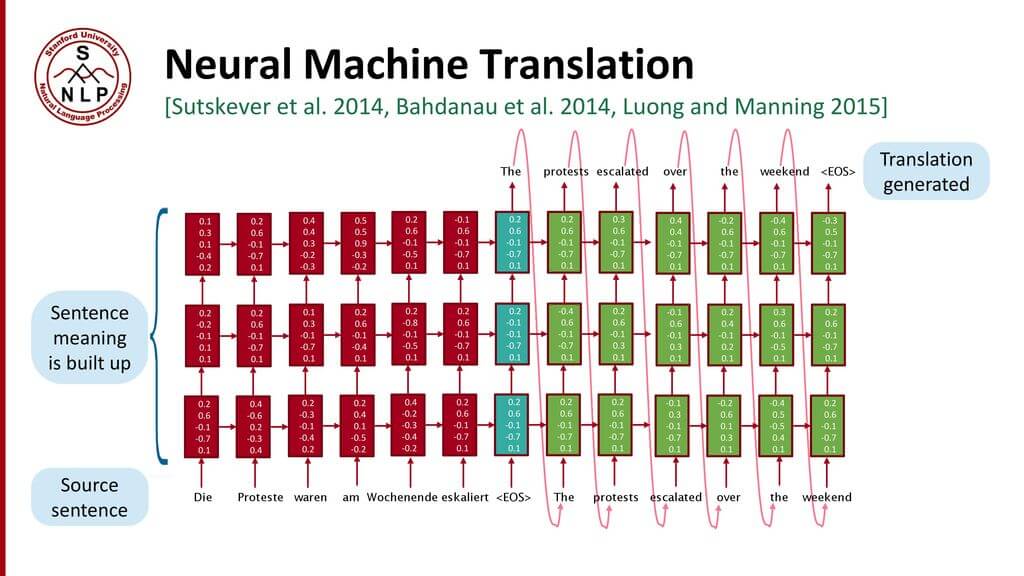 Stanford University
S
NLP
Natural Language Processing
Neural Machine Translation
[Sutskever et al. 2014, Bahdanau et al. 2014, Luong and Manning 2015]
The protests escalated over the weekend <EOS>
Translation
generated
0.1 0.2 0.4 0.5 0.2 -0.1 0.2 0.2 0.3 0.4 -0.2 -0.4 -0.3
0.3 0.6 0.4 0.5 0.6 0.6 0.6 0.6 0.6 0.4 0.6 0.6 0.5
0.1 -0.1 0.3 0.9 -0.1 -0.1 -0.1 -0.1 -0.1 -0.1 -0.1 -0.1 -0.1
-0.4 -0.7 -0.2 -0.3 -0.5 -0.7 -0.7 -0.7 -0.7 -0.7 -0.7 -0.7 -0.7
0.2 0.1 -0.3 -0.2 0.1 0.1 0.1 0.1 0.1 0.1 0.1 0.1 0.1
Sentence
meaning
is built up
0.2 0.2 0.1 0.2 0.2 0.2 0.2 -0.4 0.2 -0.1 0.2 0.3 0.2
-0.2 0.6 0.3 0.6 -0.8 0.6 -0.1 0.6 0.6 0.6 0.4 0.6 0.6
-0.1 -0.1 -0.1 -0.1 -0.1 -0.1 -0.1 -0.1 -0.1 -0.1 -0.1 -0.1 -0.1
0.1 -0.7 -0.7 -0.4 -0.5 -0.7 -0.7 -0.7 0.3 0.3 0.2 -0.5 -0.7
0.1 0.1 0.1 0.1 0.1 0.1 0.1 0.1 0.1 0.1 0.1 0.1 0.1
0.2 0.4 0.2 0.2 0.4 0.2 0.2 0.2 0.2 -0.1 -0.2 -0.4 0.2
0.6 -0.6 -0.3 0.4 -0.2 0.6 0.6 0.6 0.6 0.3 0.6 0.5 0.6
-0.1 0.2 -0.1 0.1 -0.3 -0.1 -0.1 -0.1 -0.1 -0.1 0.1 -0.5 -0.1
-0.7 -0.3 -0.4 -0.5 -0.4 -0.7 -0.7 -0.7 -0.7 -0.7 0.3 0.4 -0.7
0.1 0.4 0.2 -0.2 -0.2 0.1 0.1 0.1 0.1 0.1 0.1 0.1 0.1
Source
sentence
Die Proteste waren am Wochenende eskaliert <EOS> The protests escalated over the weekend